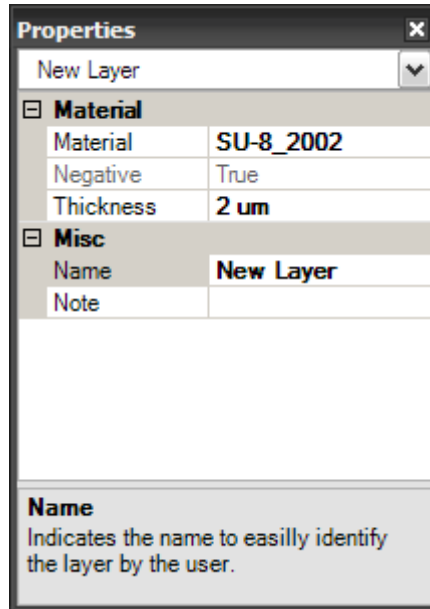 Properties
New Layer
Material
Material SU-8_2002
Negative True
Thickness 2 um
Misc
Name New Layer
Note
Name
Indicates the name to easilly identify
the layer by the user.